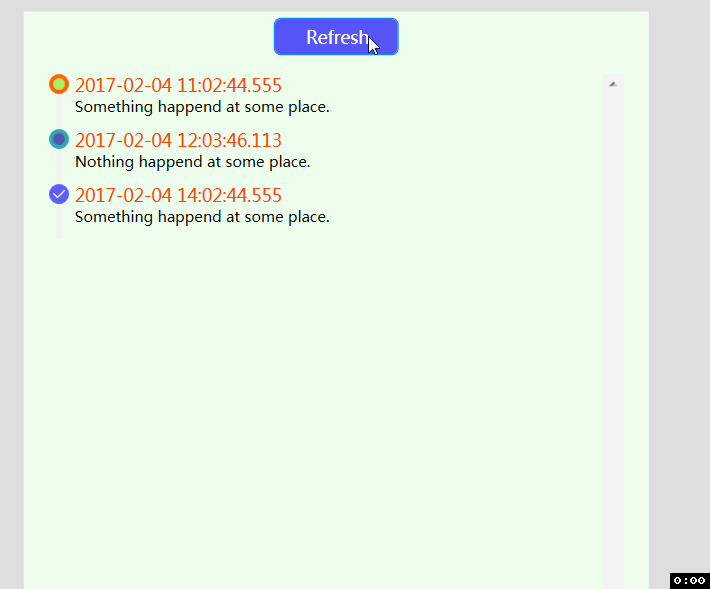 Refresh
2017-02-04 11:02:44.555
Something happend at some place.
2017-02-04 12:03:46.113
Nothing happend at some place.
2017-02-04 14:02:44.555
Something happend at some place.
0:00